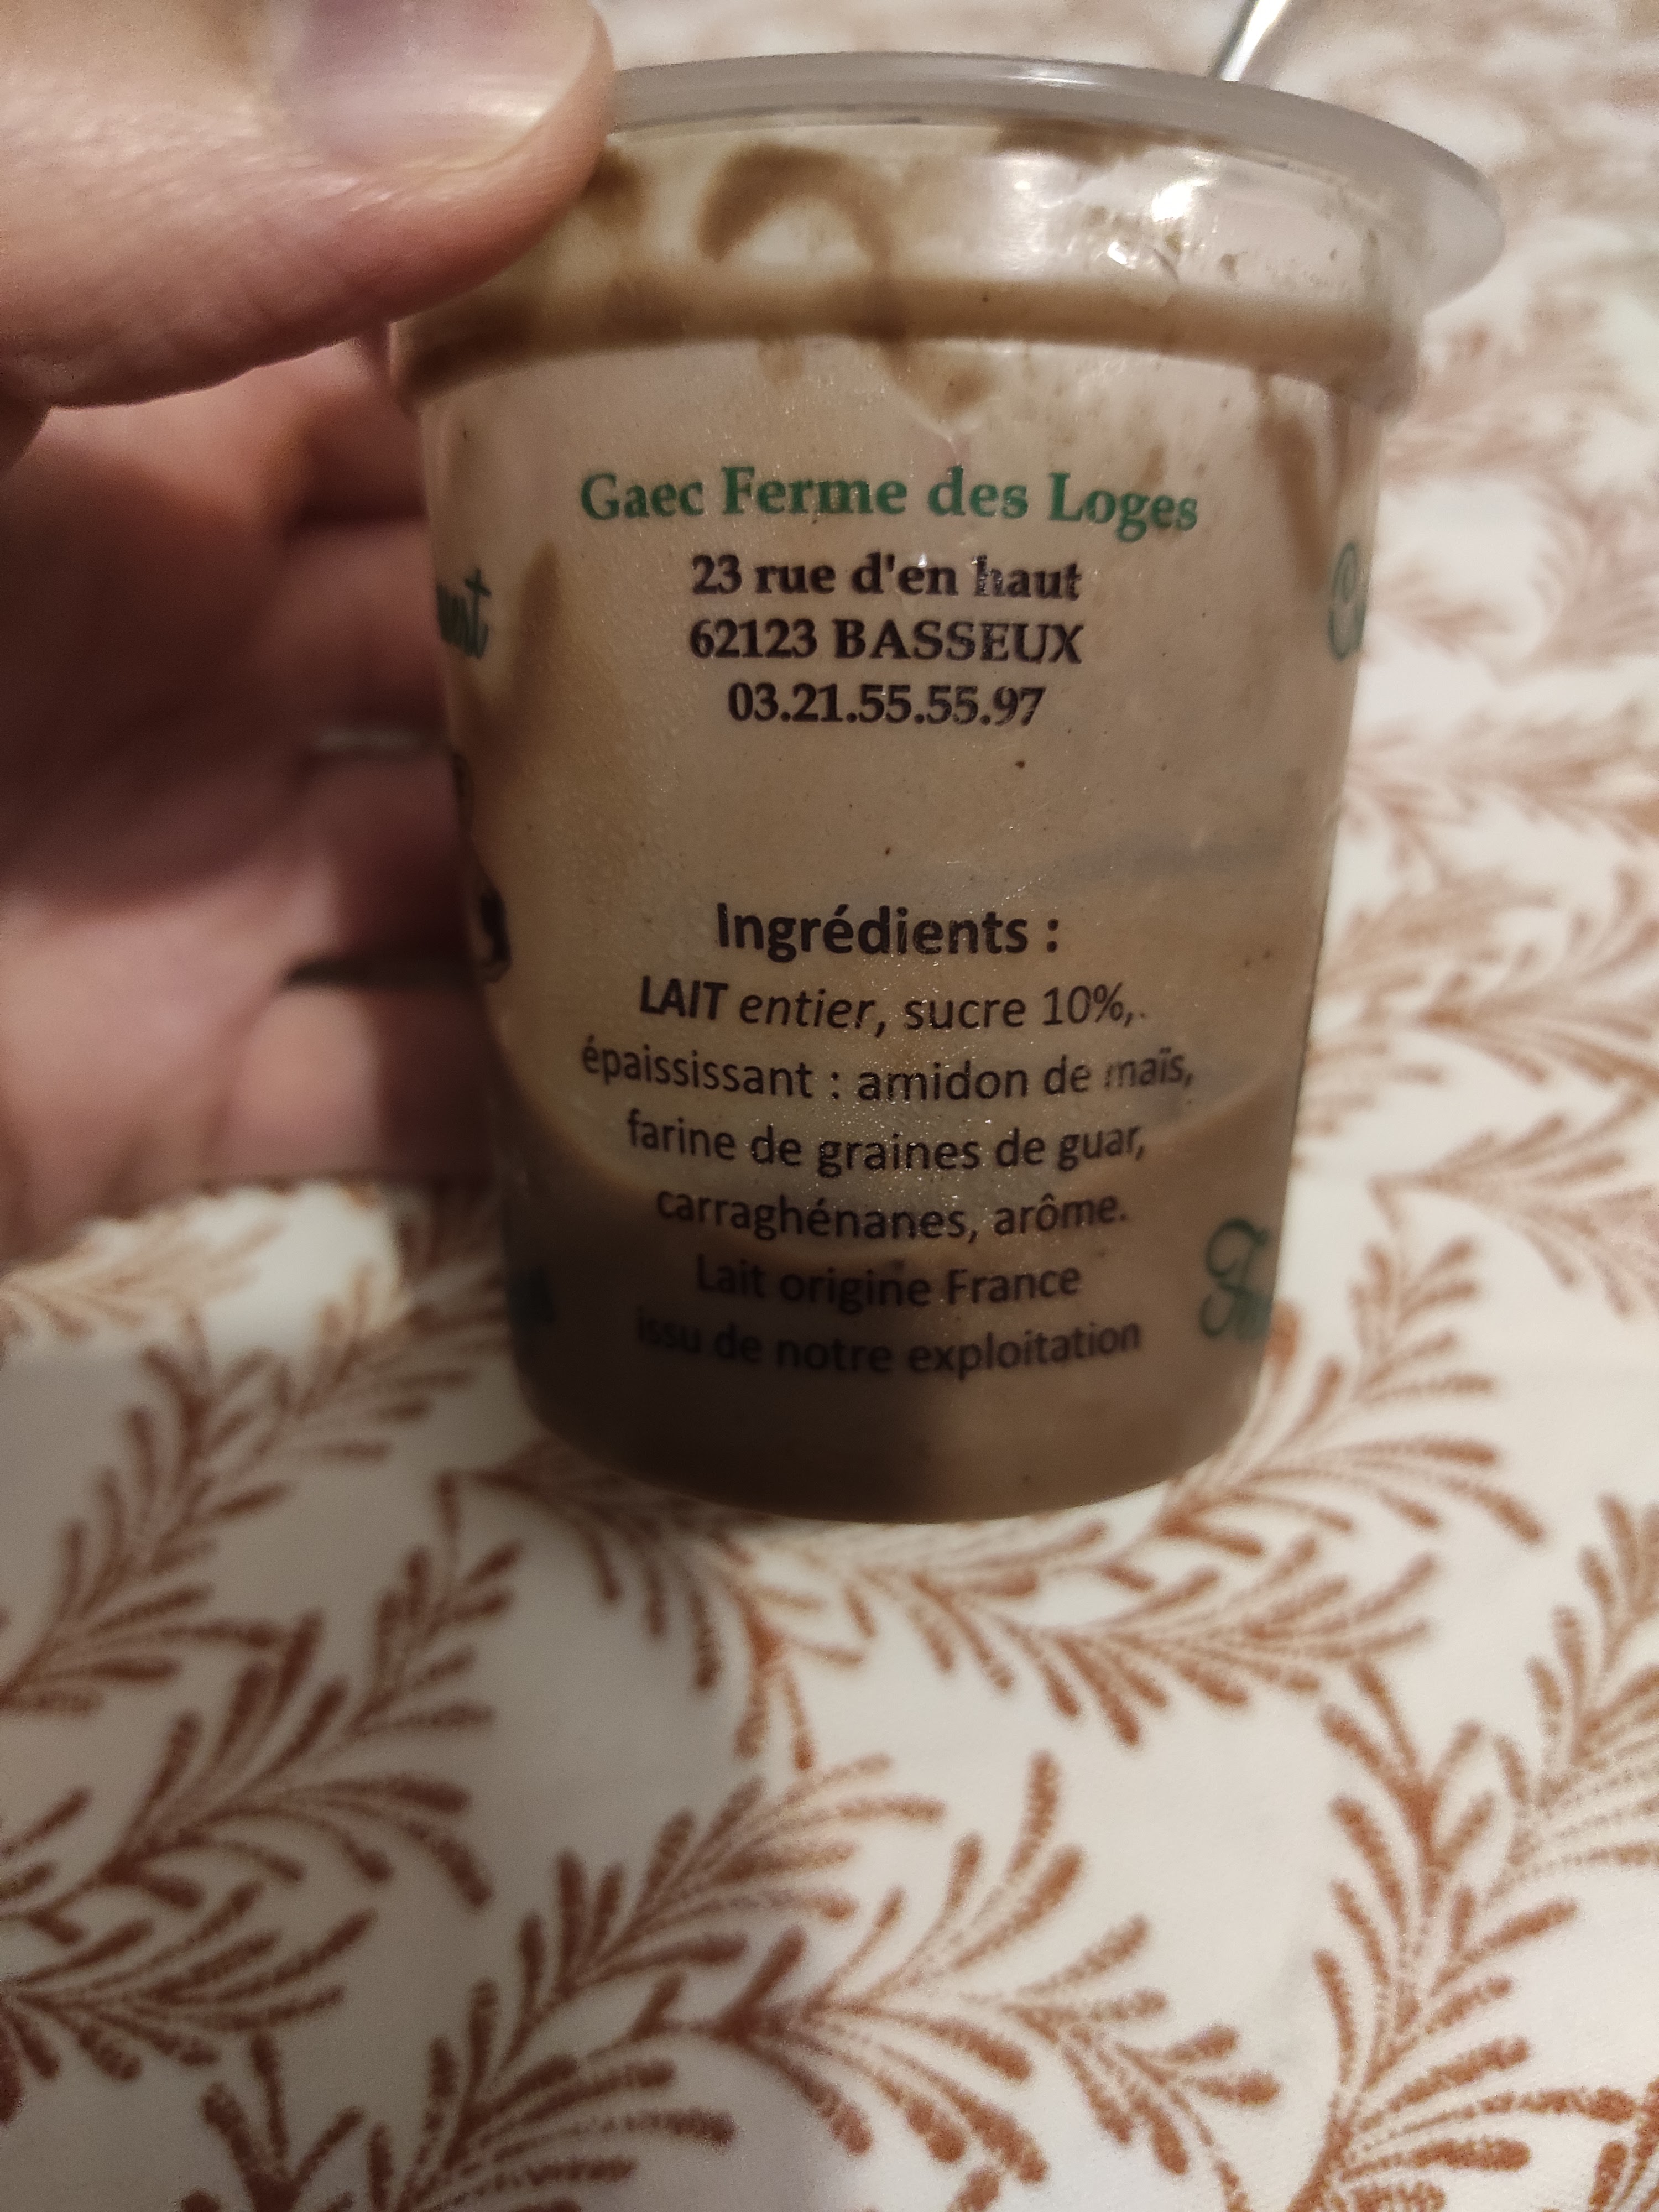 Gaec Ferme des Loges
23 rue d'en haut
62123 BASSEUX
03.21.55.55.97
Ingrédients :
LAIT entier, sucre 10%,.
épaississant : amidon de maïs,
farine de graines de guar,
carraghénanes, arôme.
Lait origine France
issu de notre exploitation